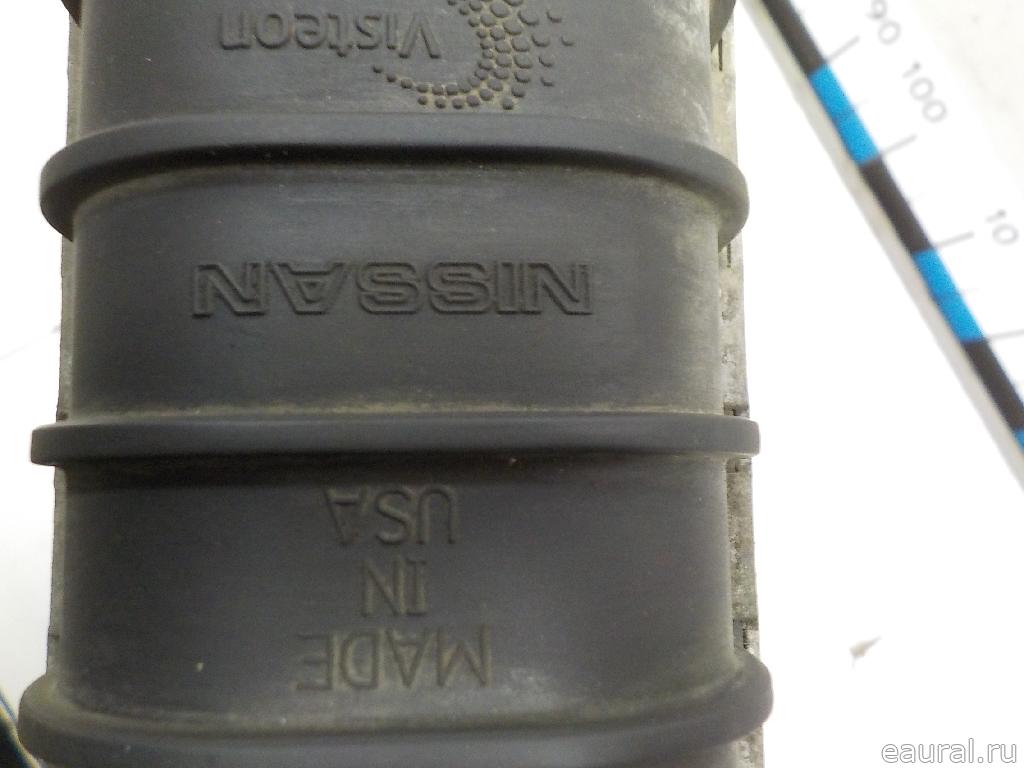 MADE
IN
USA
NISSAN
Visteon
90
100
10
eaural.ru